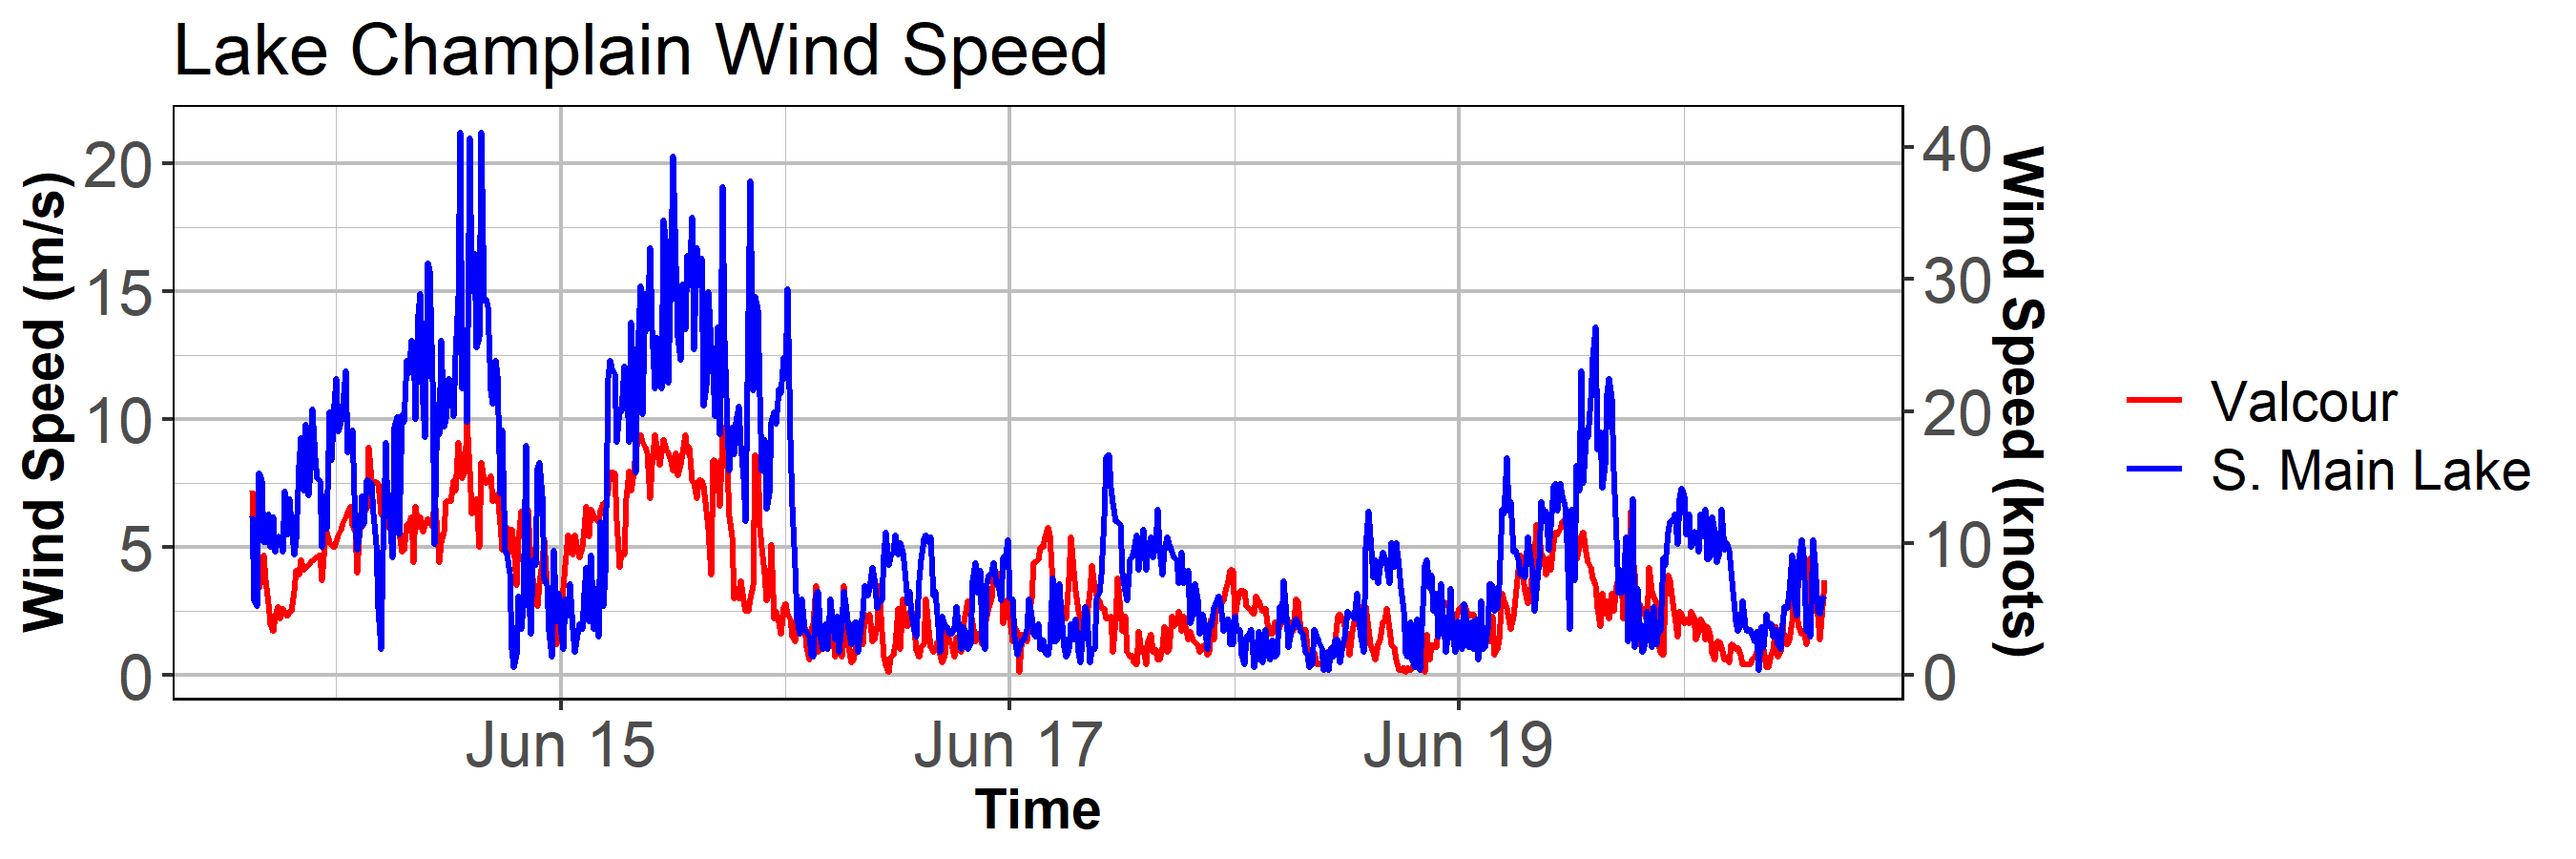 Lake Champlain Wind Speed
Wind Speed (m/s)
20
15
10
5
0
40
30
20
10
0
Wind Speed (knots)
Jun 15
Jun 17
Jun 19
Time
Valcour
S. Main Lake